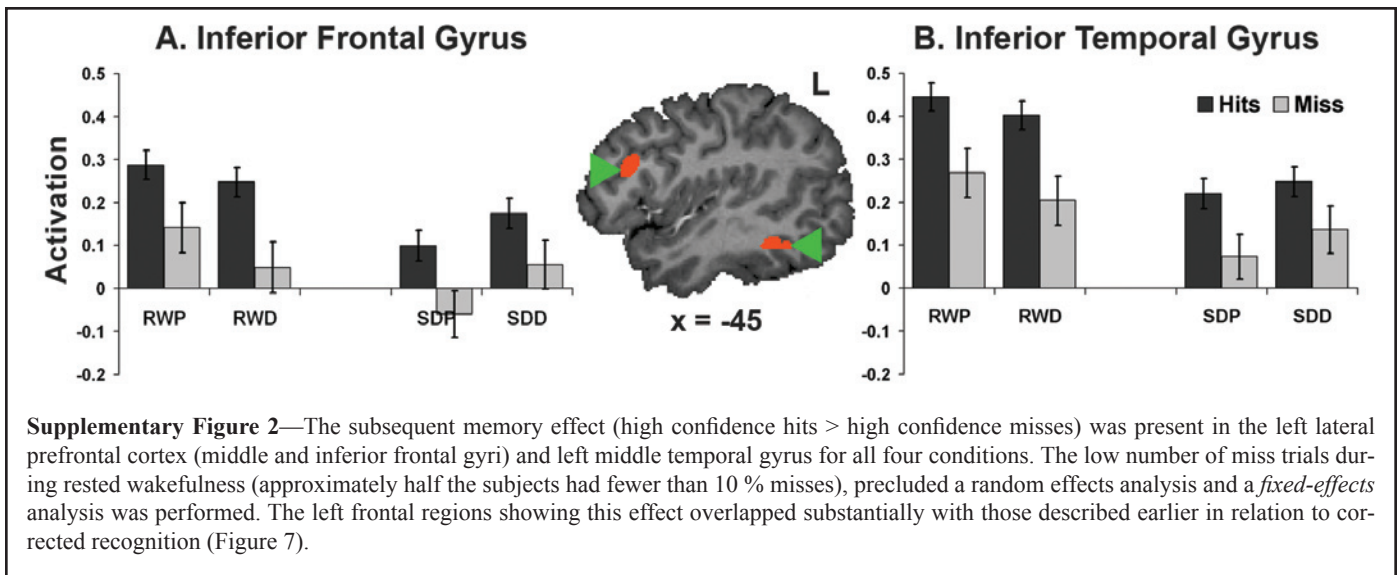 A. Inferior Frontal Gyrus
B. Inferior Temporal Gyrus
Activation
0.5
0.4
0.3
0.2
0.1
0
-0.1
-0.2
RWP RWD SDP SDD
L
x = -45
0.5
0.4
0.3
0.2
0.1
0
-0.1
-0.2
Hits Miss
RWP RWD SDP SDD
Supplementary Figure 2—The subsequent memory effect (high confidence hits > high confidence misses) was present in the left lateral
prefrontal cortex (middle and inferior frontal gyri) and left middle temporal gyrus for all four conditions. The low number of miss trials dur-
ing rested wakefulness (approximately half the subjects had fewer than 10 % misses), precluded a random effects analysis and a fixed-effects
analysis was performed. The left frontal regions showing this effect overlapped substantially with those described earlier in relation to cor-
rected recognition (Figure 7).